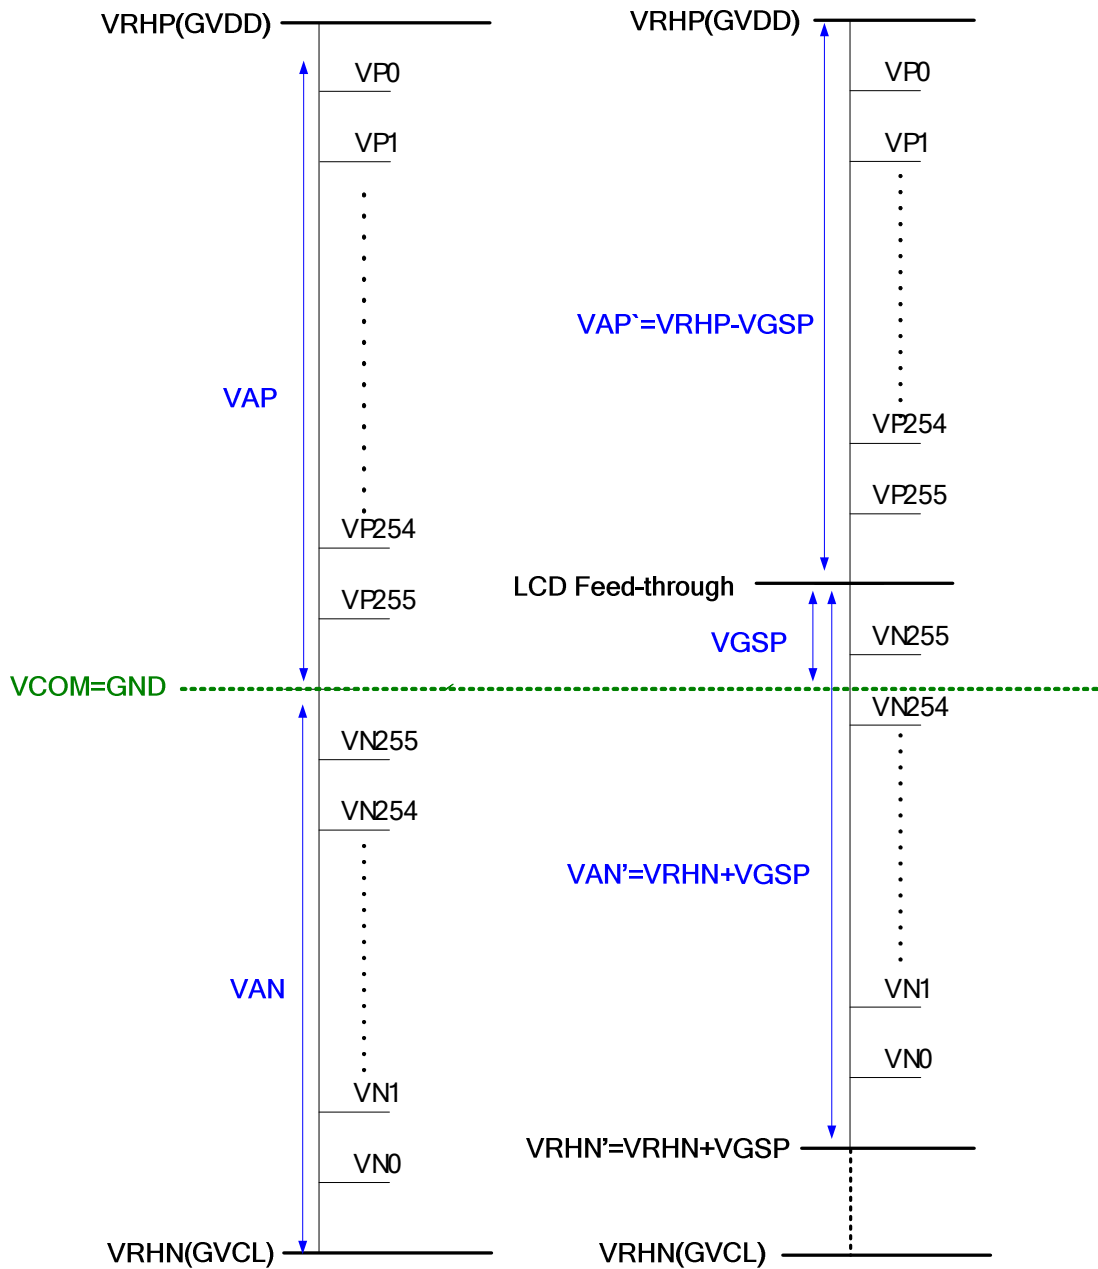 VRHP(GVDD)
VP0
VP1
VAP
VP254
VP255
VCOM=GND
VN255
VN254
VAN
VN1
VN0
VRHN(GVCL)
VRHP(GVDD)
VP0
VP1
VAP`=VRHP-VGSP
VP254
VP255
LCD Feed-through
VGSP
VN255
VN254
VAN’=VRHN+VGSP
VN1
VN0
VRHN’=VRHN+VGSP
VRHN(GVCL)